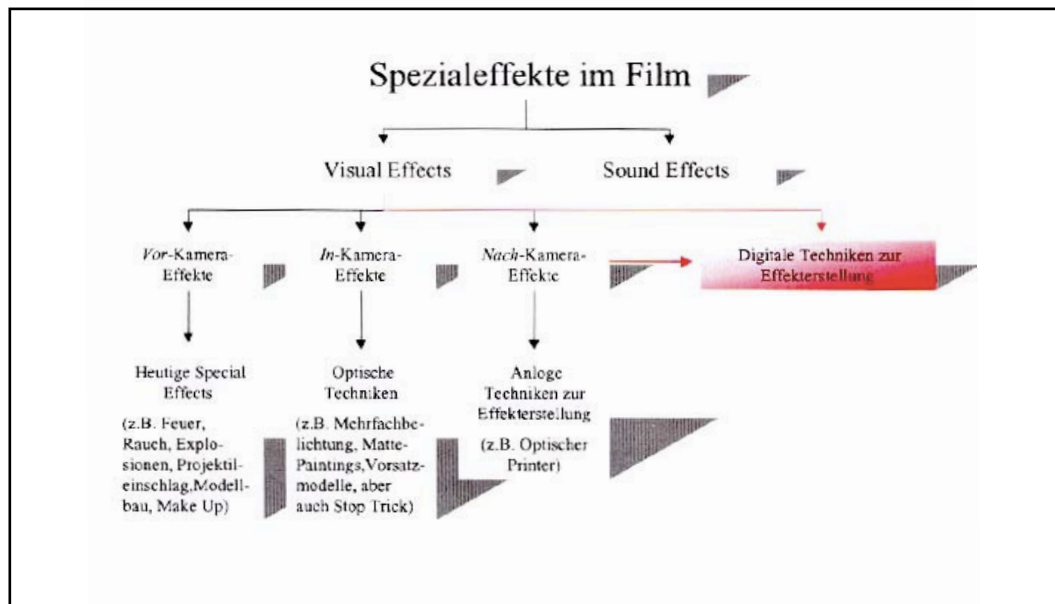 Spezialeffekte im Film
Visual Effects
Sound Effects
Vor-Kamera-
Effekte
In-Kamera-
Effekte
Nach-Kamera-
Effekte
Digitale Techniken zur
Effekterstellung
Heutige Special
Effects
(z.B. Feuer,
Rauch, Explo-
sionen, Projektil-
einschlag,Modell-
bau, Make Up)
Optische
Techniken
(z.B. Mehrfachbe-
lichtung, Matte-
Paintings,Vorsatz-
modelle, aber
auch Stop Trick)
Anloge
Techniken zur
Effekterstellung
(z.B. Optischer
Printer)